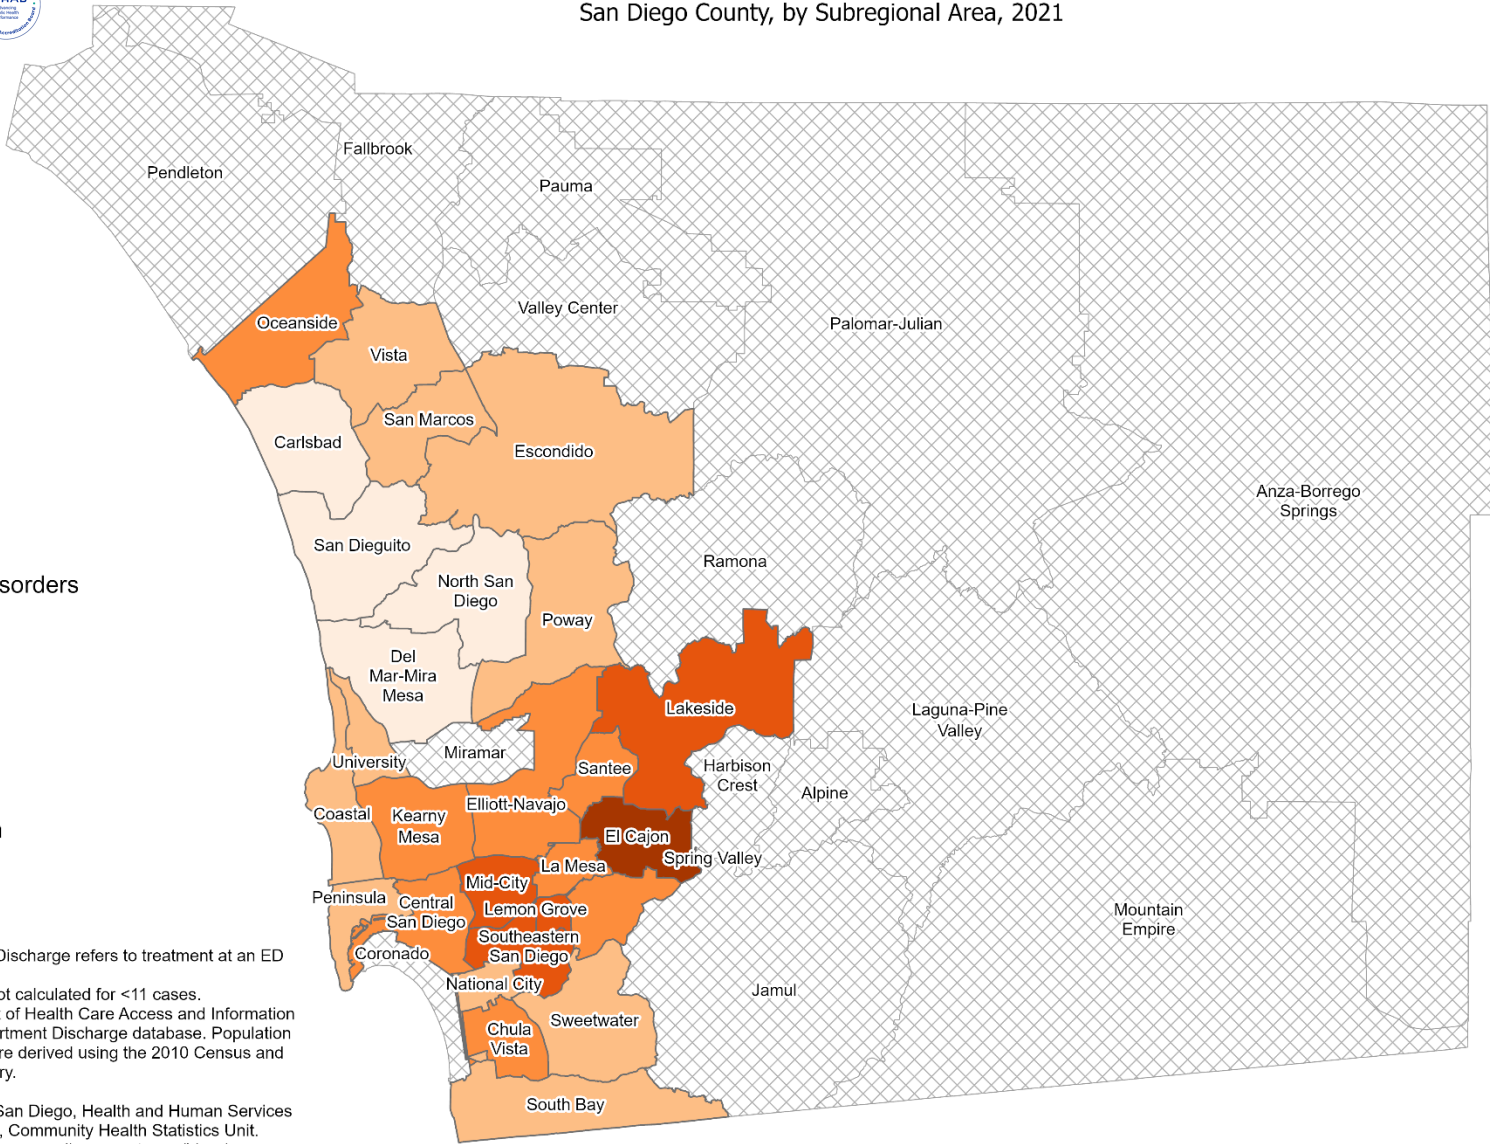 San Diego County, by Subregional Area, 2021
Fallbrook
Pendleton
Pauma
Valley Center
Oceanside
Palomar-Julian
Vista
San Marcos
Carlsbad
Escondido
Anza-Borrego
Springs
San Dieguito
Ramona
North San
Diego
sorders
Poway
Del
Mar-Mira
Mesa
Lakeside
Laguna-Pine
Valley
Miramar
University
Santee
Harbison
Crest
Alpine
Elliott-Navajo
Coastal
Kearny
Mesa
El Cajon
Spring Valley
La Mesa
Mid-City
Peninsula
Central
San Diego
Lemon Grove
Mountain
Empire
Southeastern
San Diego
Coronado
Discharge refers to treatment at an ED
National City
Jamul
ot calculated for <11 cases.
t of Health Care Access and Information
Sweetwater
Chula
Vista
rtment Discharge database. Population
re derived using the 2010 Census and
ry.
South Bay
San Diego, Health and Human Services
, Community Health Statistics Unit.